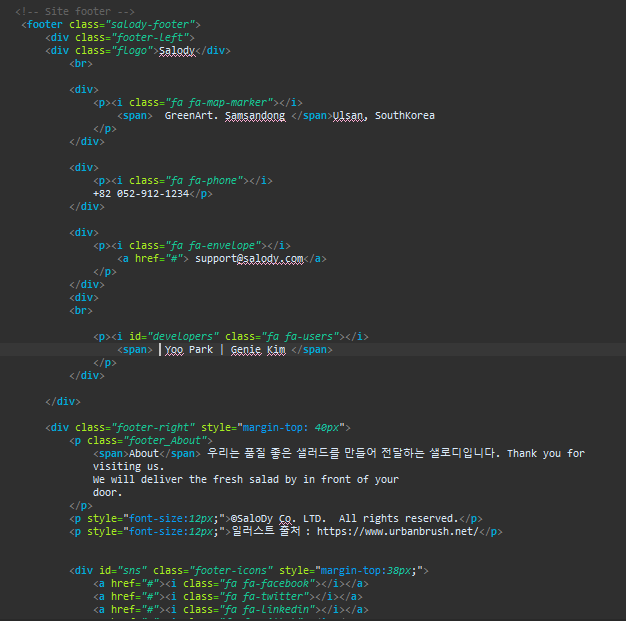 <!-- Site footer -->
<footer class="salody-footer">
<div class="footer-left">
<div class="flogo">Salody</div>
<br>
<div>
<p><i class="fa fa-map-marker"></i>
<span>  GreenArt. Samsandong </span>Ulsan, SouthKorea
</p>
</div>
<div>
<p><i class="fa fa-phone"></i>
+82 052-912-1234</p>
</div>
<div>
<p><i class="fa fa-envelope"></i>
<a href="#"> support@salody.com</a>
</p>
</div>
<div>
<br>
<p><i id="developers" class="fa fa-users"></i>
<span> Yoo Park | Genie Kim </span>
</p>
</div>
</div>
<div class="footer-right" style="margin-top: 40px">
<p class="footer_About">
<span>About</span> 우리는 품질 좋은 샐러드를 만들어 전달하는 샐로디입니다. Thank you for
visiting us.
We will deliver the fresh salad by in front of your
door.
</p>
<p style="font-size:12px;">©SaloDy Co. LTD.  All rights reserved.</p>
<p style="font-size:12px;">일러스트 출처 : https://www.urbanbrush.net/</p>
<div id="sns" class="footer-icons" style="margin-top:38px;">
<a href="#"><i class="fa fa-facebook"></i></a>
<a href="#"><i class="fa fa-twitter"></i></a>
<a href="#"><i class="fa fa-linkedin"></i></a>